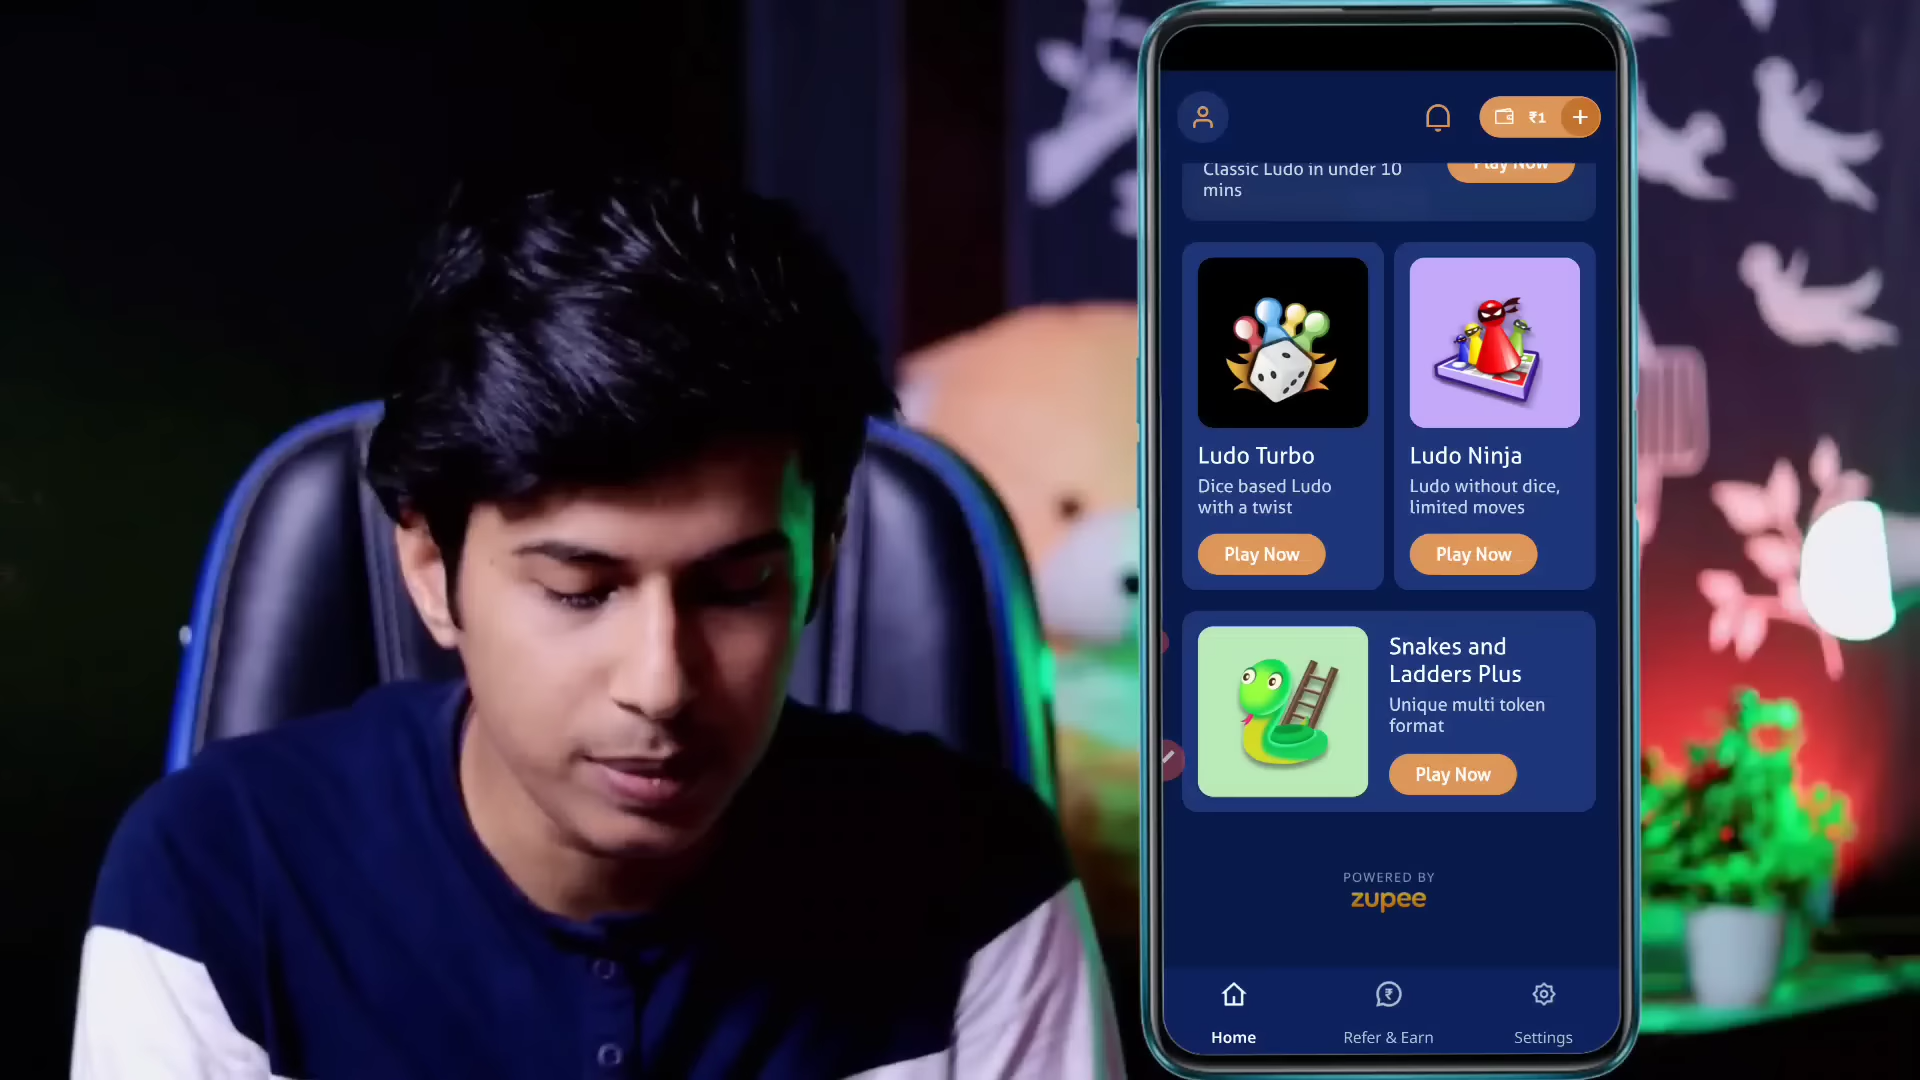 ₹1 +
Classic Ludo in under 10
mins
Play Now
Ludo Turbo
Dice based Ludo
with a twist
Play Now
Ludo Ninja
Ludo without dice,
limited moves
Play Now
Snakes and
Ladders Plus
Unique multi token
format
Play Now
POWERED BY
zupee
Home
Refer & Earn
Settings